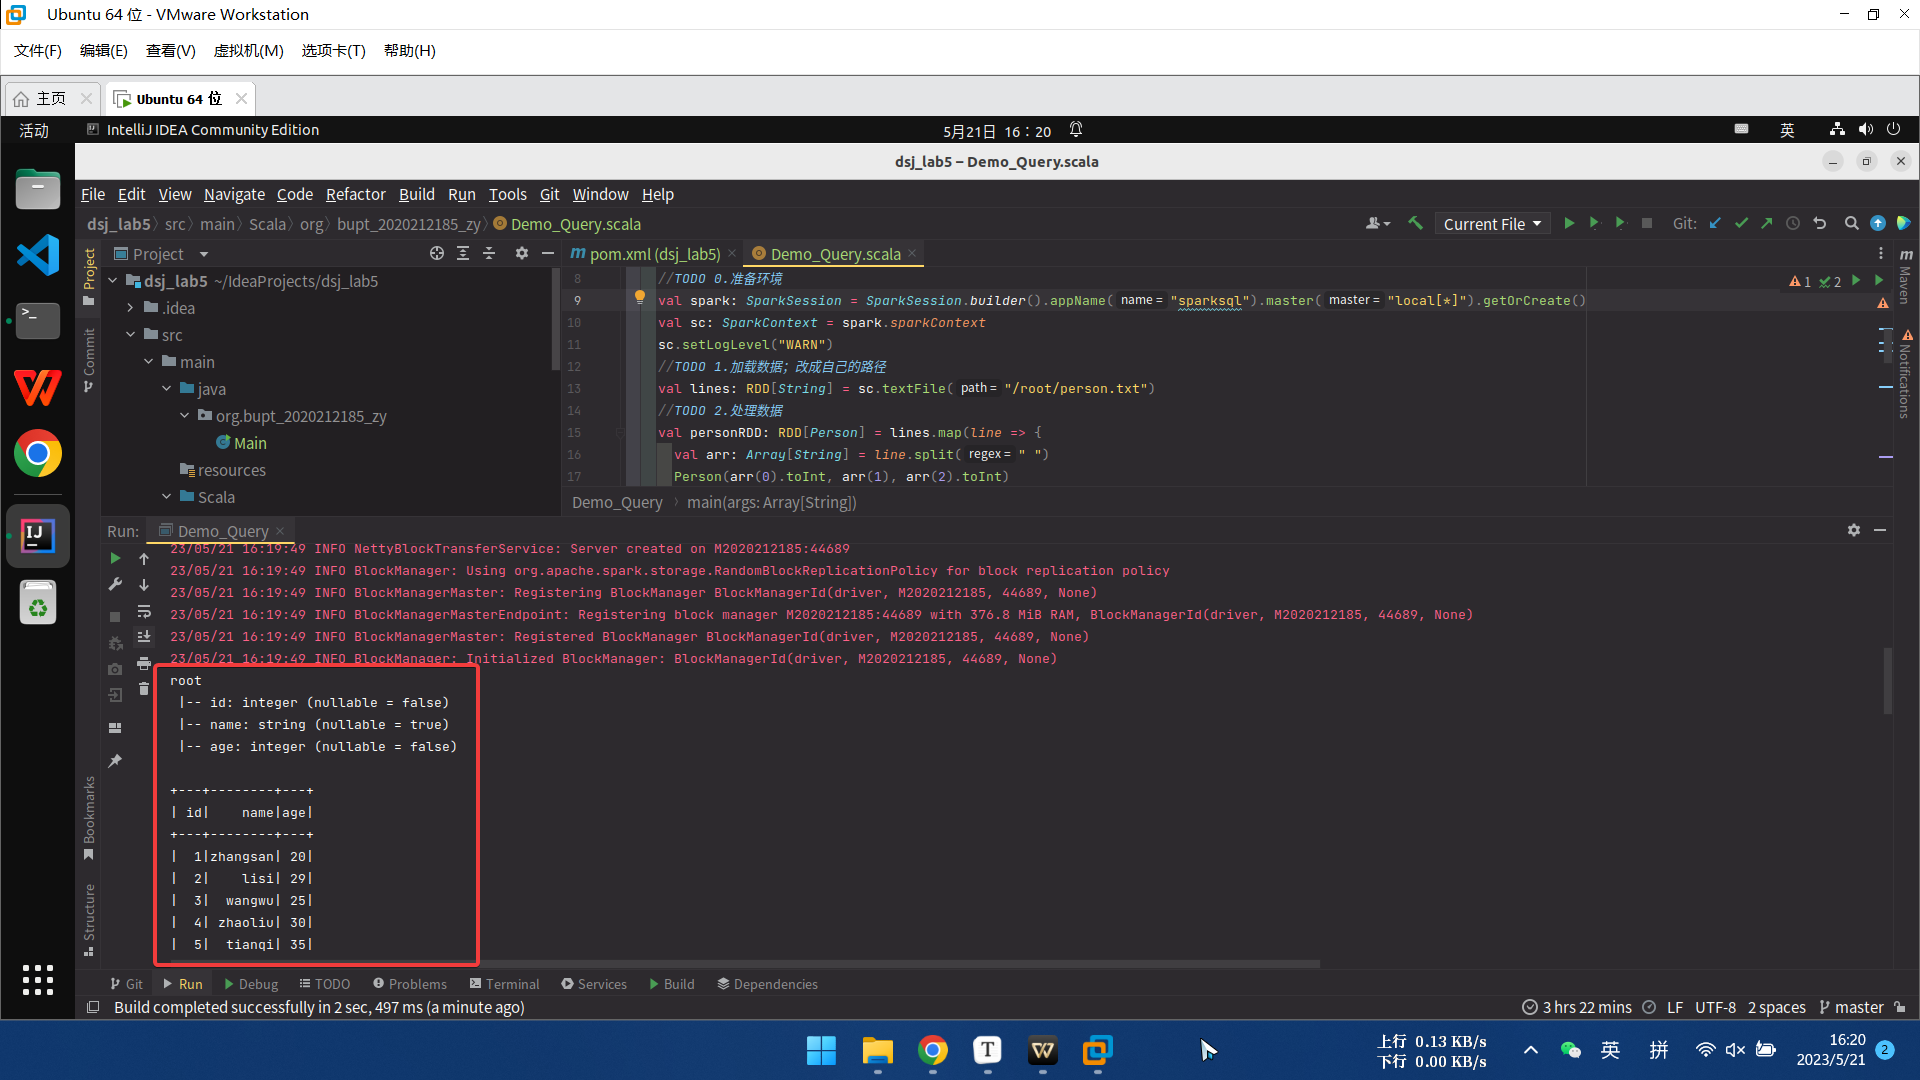 Ubuntu 64 位 - VMware Workstation
文件(F) 编辑(E) 查看(V) 虚拟机(M) 选项卡(T) 帮助(H)
主页 Ubuntu 64 位
活动 IntelliJ IDEA Community Edition 5月21日 16：20 英
dsj_lab5 – Demo_Query.scala
File Edit View Navigate Code Refactor Build Run Tools Git Window Help
dsj_lab5 src main Scala org bupt_2020212185_zy Demo_Query.scala Current File Git:
Project pom.xml (dsj_lab5) Demo_Query.scala
Project
Commit
Bookmarks
Structure
Maven
Notifications
dsj_lab5 ~/IdeaProjects/dsj_lab5
.idea
src
main
java
org.bupt_2020212185_zy
Main
resources
Scala
1 2
8 //TODO 0.准备环境
9 val spark: SparkSession = SparkSession.builder().appName( name = "sparksql").master( master = "local[*]").getOrCreate()
10 val sc: SparkContext = spark.sparkContext
11 sc.setLogLevel("WARN")
12 //TODO 1.加载数据；改成自己的路径
13 val lines: RDD[String] = sc.textFile( path = "/root/person.txt")
14 //TODO 2.处理数据
15 val personRDD: RDD[Person] = lines.map(line => {
16 val arr: Array[String] = line.split( regex = " ")
17 Person(arr(0).toInt, arr(1), arr(2).toInt)
Demo_Query main(args: Array[String])
Run: Demo_Query
23/05/21 16:19:49 INFO NettyBlockTransferService: Server created on M2020212185:44689
23/05/21 16:19:49 INFO BlockManager: Using org.apache.spark.storage.RandomBlockReplicationPolicy for block replication policy
23/05/21 16:19:49 INFO BlockManagerMaster: Registering BlockManager BlockManagerId(driver, M2020212185, 44689, None)
23/05/21 16:19:49 INFO BlockManagerMasterEndpoint: Registering block manager M2020212185:44689 with 376.8 MiB RAM, BlockManagerId(driver, M2020212185, 44689, None)
23/05/21 16:19:49 INFO BlockManagerMaster: Registered BlockManager BlockManagerId(driver, M2020212185, 44689, None)
23/05/21 16:19:49 INFO BlockManager: Initialized BlockManager: BlockManagerId(driver, M2020212185, 44689, None)
root
|-- id: integer (nullable = false)
|-- name: string (nullable = true)
|-- age: integer (nullable = false)
+---+--------+---+
| id|    name|age|
+---+--------+---+
|  1|zhangsan| 20|
|  2|    lisi| 29|
|  3|  wangwu| 25|
|  4| zhaoliu| 30|
|  5|  tianqi| 35|
Git Run Debug TODO Problems Terminal Services Build Dependencies
Build completed successfully in 2 sec, 497 ms (a minute ago) 3 hrs 22 mins LF UTF-8 2 spaces master
上行 0.13 KB/s
下行 0.00 KB/s
英 拼
16:20
2023/5/21
2